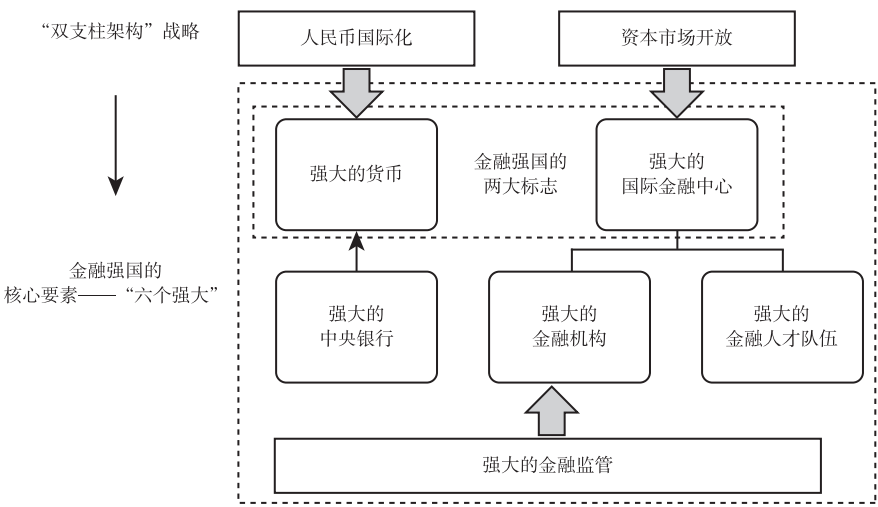 “双支柱架构”战略
人民币国际化
资本市场开放
强大的货币
金融强国的
两大标志
强大的
国际金融中心
金融强国的
核心要素——“六个强大”
强大的
中央银行
强大的
金融机构
强大的
金融人才队伍
强大的金融监管